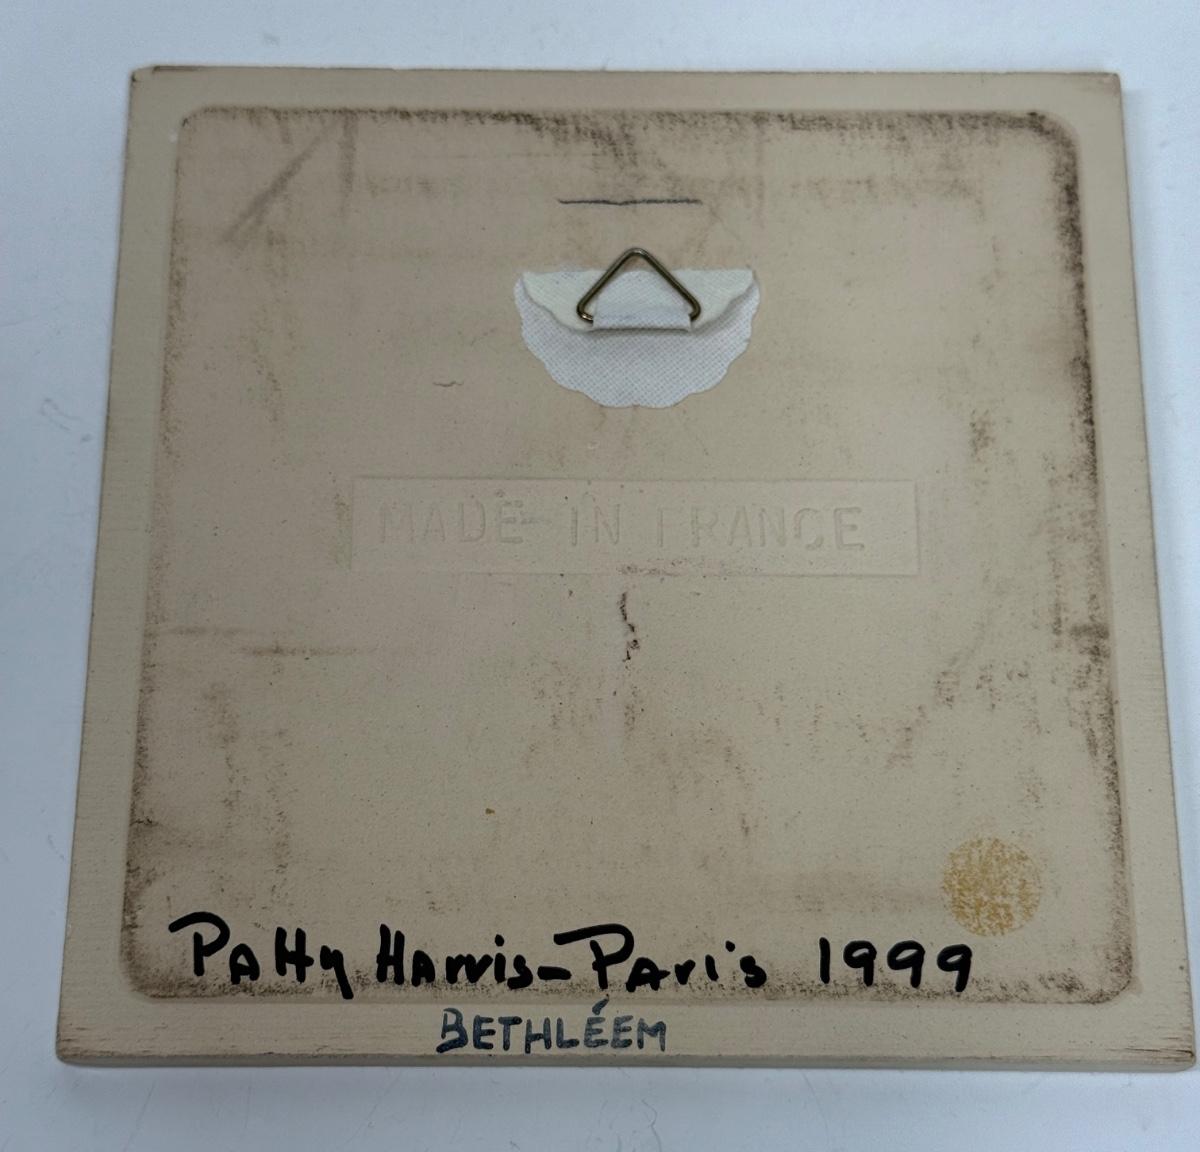 MADE IN FRANCE
Patty Harris-Paris 1999
BETHLÉEM